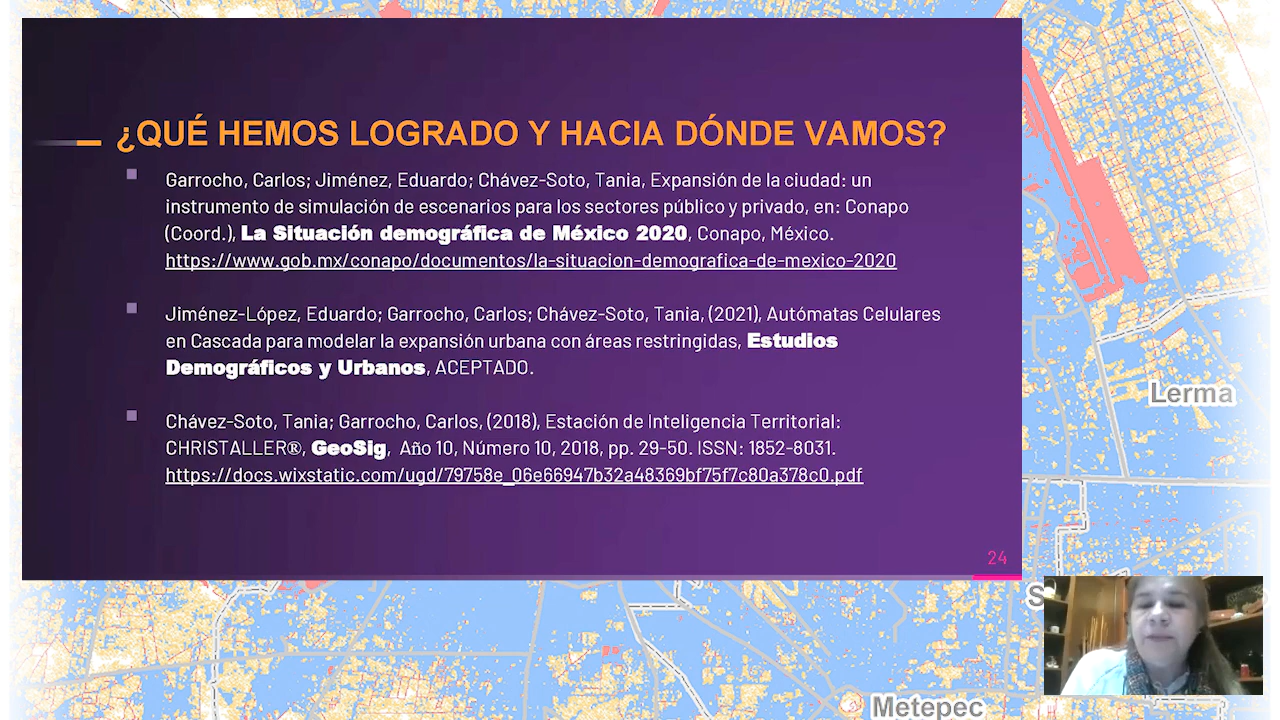 ¿QUÉ HEMOS LOGRADO Y HACIA DÓNDE VAMOS?
Garrocho, Carlos; Jiménez, Eduardo; Chávez-Soto, Tania, Expansión de la ciudad: un
instrumento de simulación de escenarios para los sectores público y privado, en: Conapo
(Coord.), La Situación demográfica de México 2020, Conapo, México.
https://www.gob.mx/conapo/documentos/la-situacion-demografica-de-mexico-2020
Jiménez-López, Eduardo; Garrocho, Carlos; Chávez-Soto, Tania, (2021), Autómatas Celulares
en Cascada para modelar la expansión urbana con áreas restringidas, Estudios
Demográficos y Urbanos, ACEPTADO.
Chávez-Soto, Tania; Garrocho, Carlos, (2018), Estación de Inteligencia Territorial:
CHRISTALLER®, GeoSig, Año 10, Número 10, 2018, pp. 29-50. ISSN: 1852-8031.
https://docs.wixstatic.com/ugd/79758e_06e66947b32a48369bf75f7c80a378c0.pdf
24
Lerma
Metepec